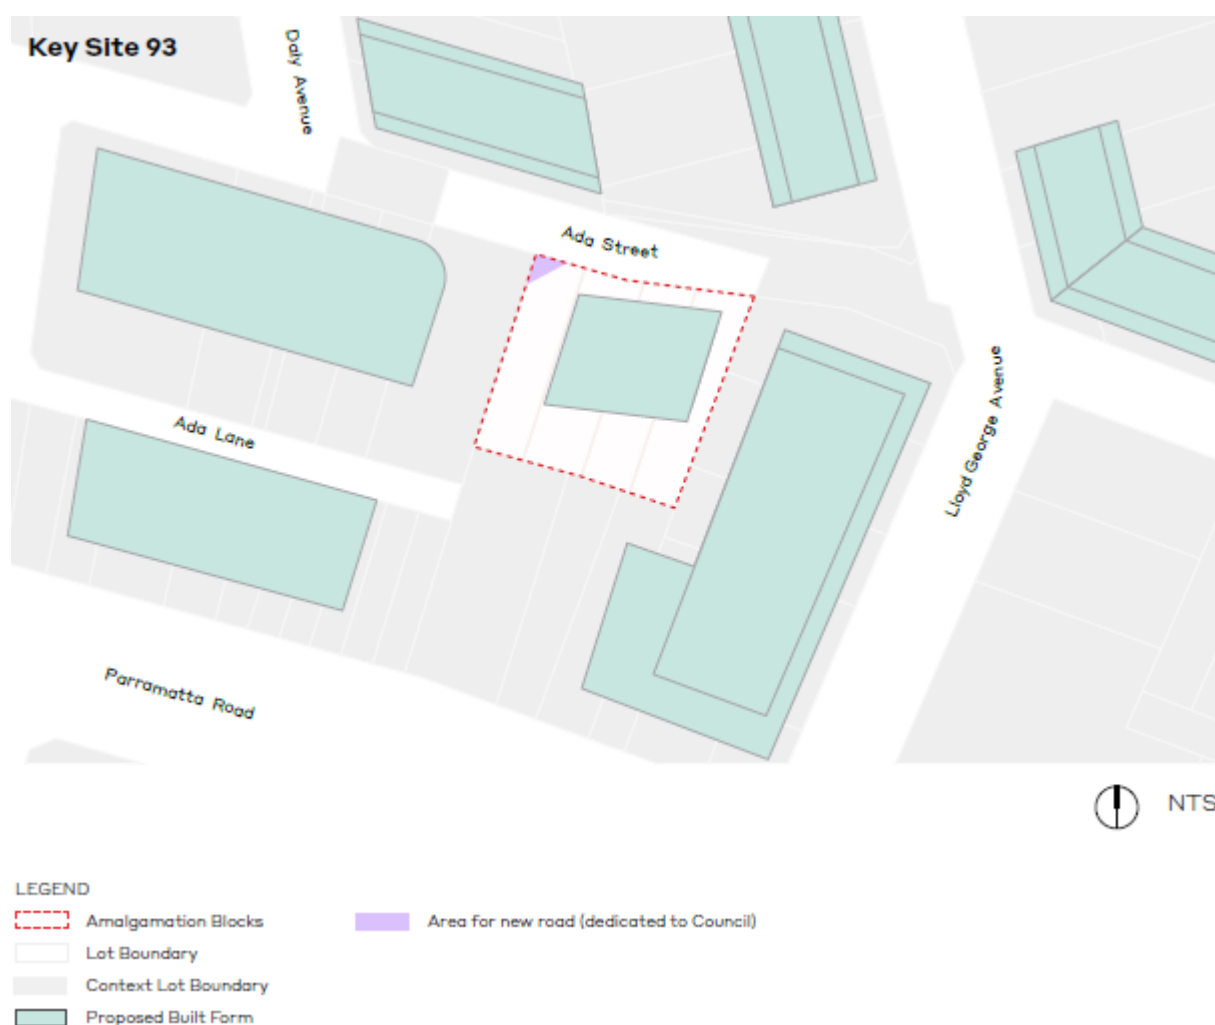 Key Site 93
Daly Avenue
Ada Street
Ada Lane
Lloyd George Avenue
Parramatta Road
NTS
LEGEND
Amalgamation Blocks
Area for new road (dedicated to Council)
Lot Boundary
Context Lot Boundary
Proposed Built Form